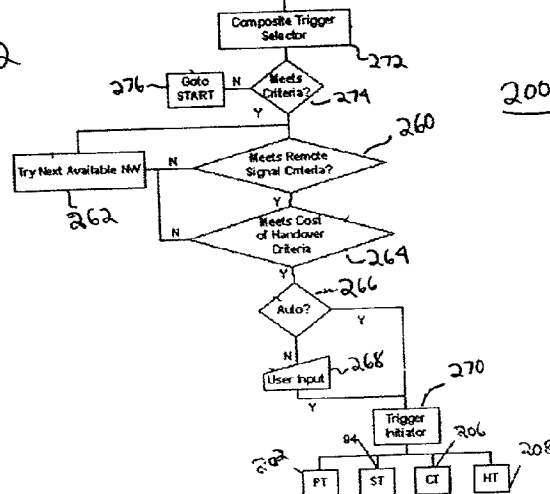 Composite Trigger
Selector
272
276
Goto
START
N
Meets
Criteria?
274
Y
200
260
Try Next Available NW
N
Meets Remote
Signal Criteria?
262
Y
N
Meets Cost
of Handover
Criteria
264
Y
266
Auto?
Y
N
User Input
268
Y
270
Trigger
Initiator
202
94
206
208
PT
ST
CT
HT